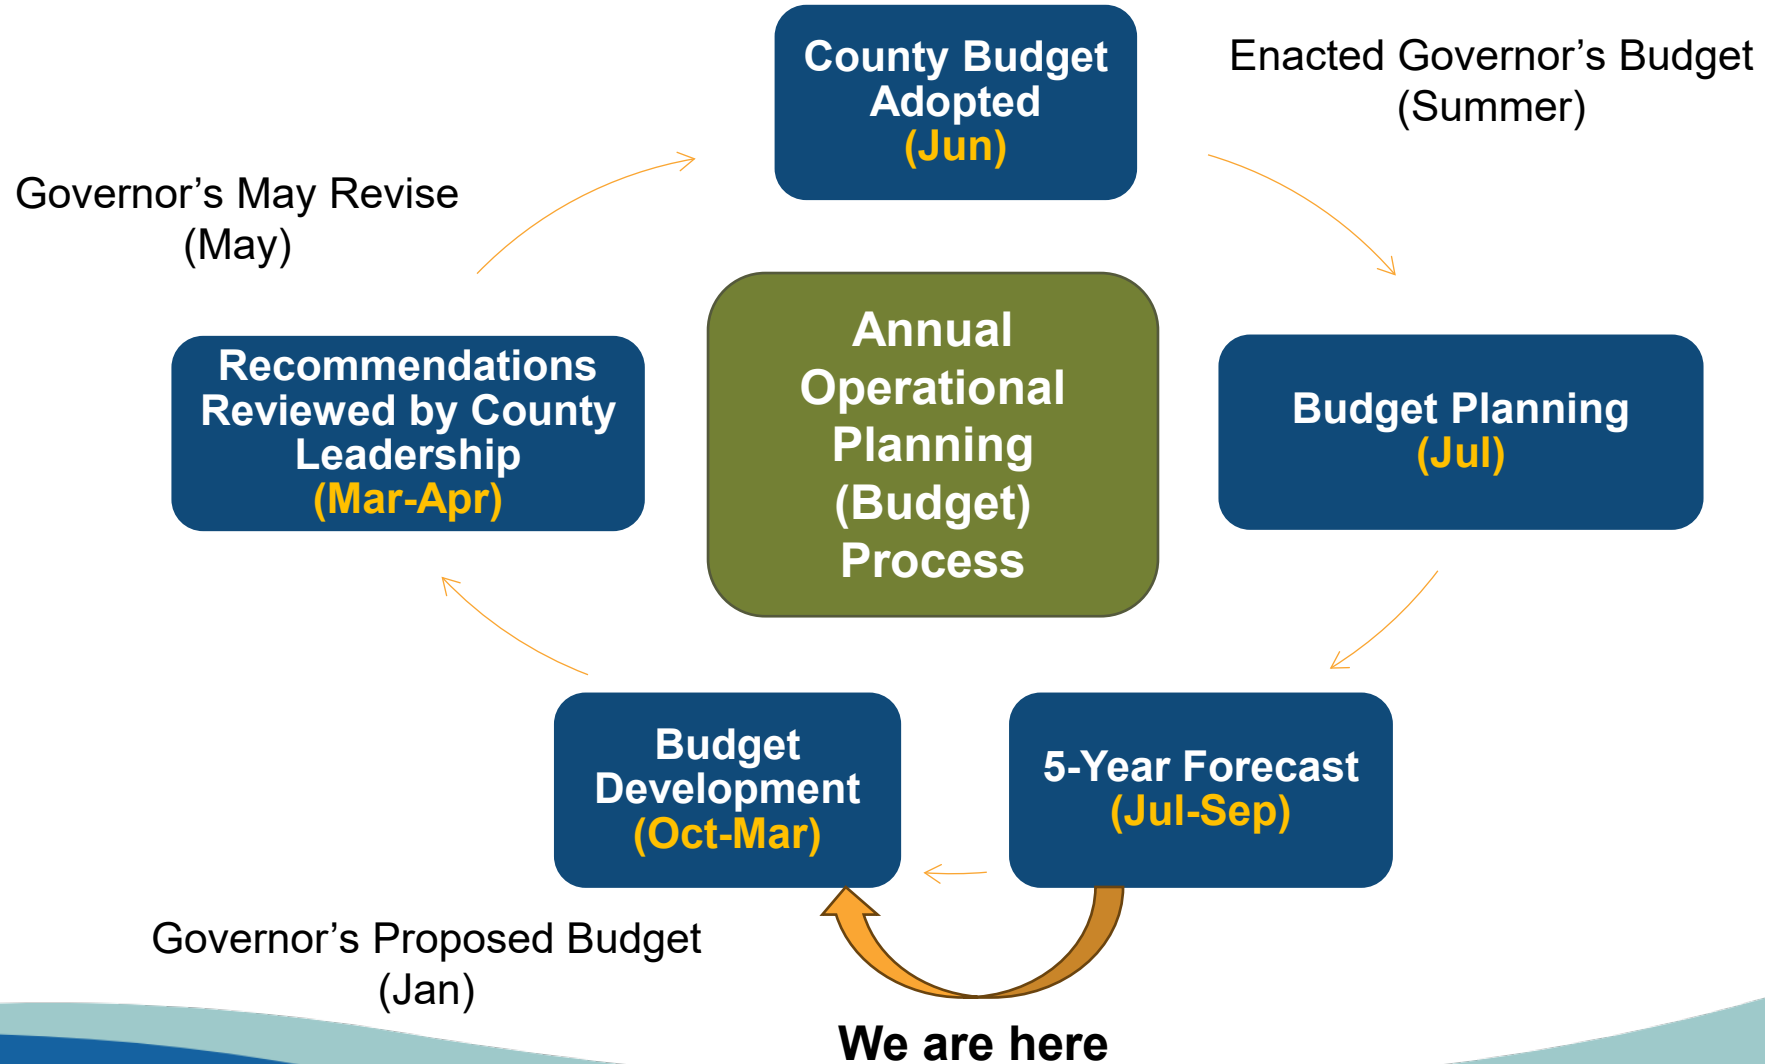 County Budget
Adopted
(Jun)
Enacted Governor’s Budget
(Summer)
Governor’s May Revise
(May)
Annual
Operational
Planning
(Budget)
Process
Recommendations
Reviewed by County
Leadership
(Mar-Apr)
Budget Planning
(Jul)
Budget
Development
(Oct-Mar)
5-Year Forecast
(Jul-Sep)
Governor’s Proposed Budget
(Jan)
We are here